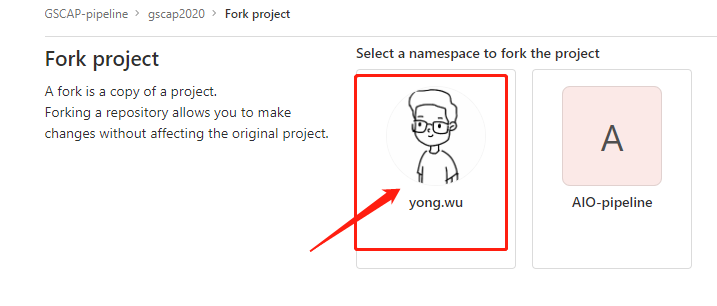 GSCAP-pipeline > gscap2020 > Fork project
Fork project
A fork is a copy of a project.
Forking a repository allows you to make
changes without affecting the original project.
Select a namespace to fork the project
yong.wu
A
AIO-pipeline